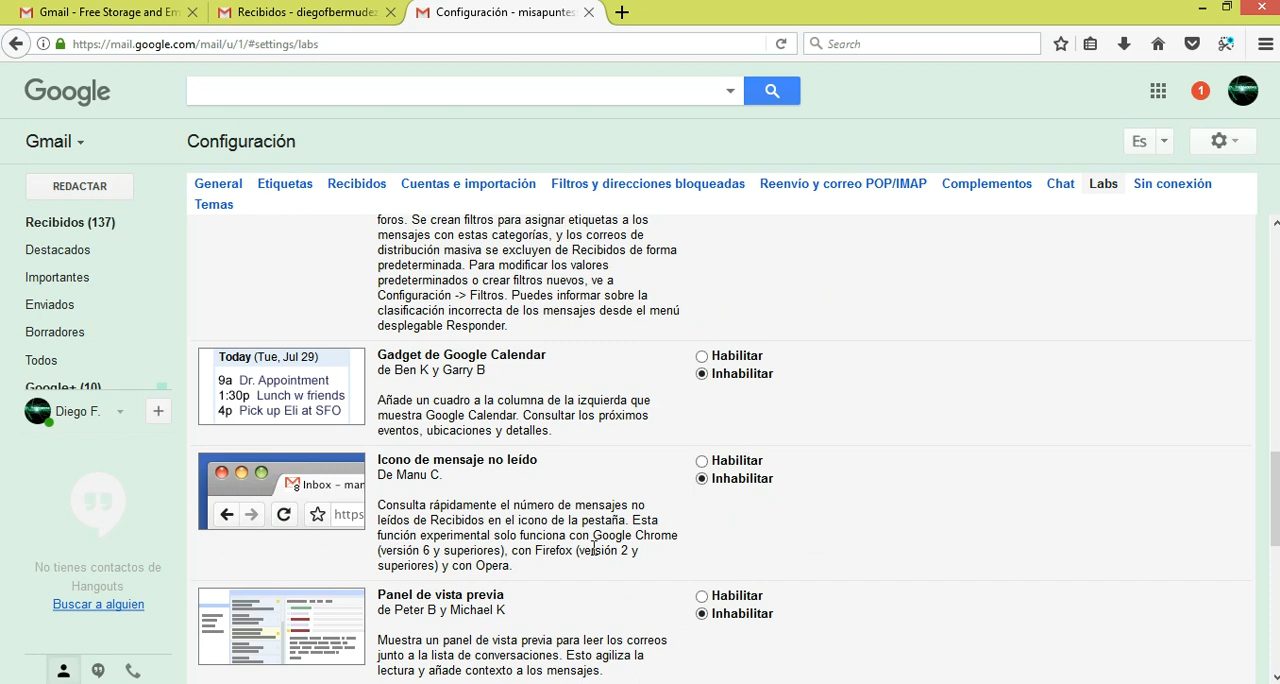 Gmail - Free Storage and Em
Recibidos - diegofbermudez
Configuración - misapuntes
https://mail.google.com/mail/u/1/#settings/labs
Search
Google
1
Gmail
Configuración
Es
REDACTAR
General Etiquetas Recibidos Cuentas e importación Filtros y direcciones bloqueadas Reenvío y correo POP/IMAP Complementos Chat Labs Sin conexión
Temas
Recibidos (137)
Destacados
Importantes
Enviados
Borradores
Todos
Google+ (10)
Diego F.
No tienes contactos de
Hangouts
Buscar a alguien
foros. Se crean filtros para asignar etiquetas a los
mensajes con estas categorías, y los correos de
distribución masiva se excluyen de Recibidos de forma
predeterminada. Para modificar los valores
predeterminados o crear filtros nuevos, ve a
Configuración -> Filtros. Puedes informar sobre la
clasificación incorrecta de los mensajes desde el menú
desplegable Responder.
Today (Tue, Jul 29)
9a Dr. Appointment
1:30p Lunch w friends
4p Pick up Eli at SFO
Gadget de Google Calendar
de Ben K y Garry B
Añade un cuadro a la columna de la izquierda que
muestra Google Calendar. Consultar los próximos
eventos, ubicaciones y detalles.
Habilitar
Inhabilitar
8 Inbox – mar
https
Icono de mensaje no leído
De Manu C.
Consulta rápidamente el número de mensajes no
leídos de Recibidos en el icono de la pestaña. Esta
función experimental solo funciona con Google Chrome
(versión 6 y superiores), con Firefox (versión 2 y
superiores) y con Opera.
Habilitar
Inhabilitar
Panel de vista previa
de Peter B y Michael K
Muestra un panel de vista previa para leer los correos
junto a la lista de conversaciones. Esto agiliza la
lectura y añade contexto a los mensajes.
Habilitar
Inhabilitar